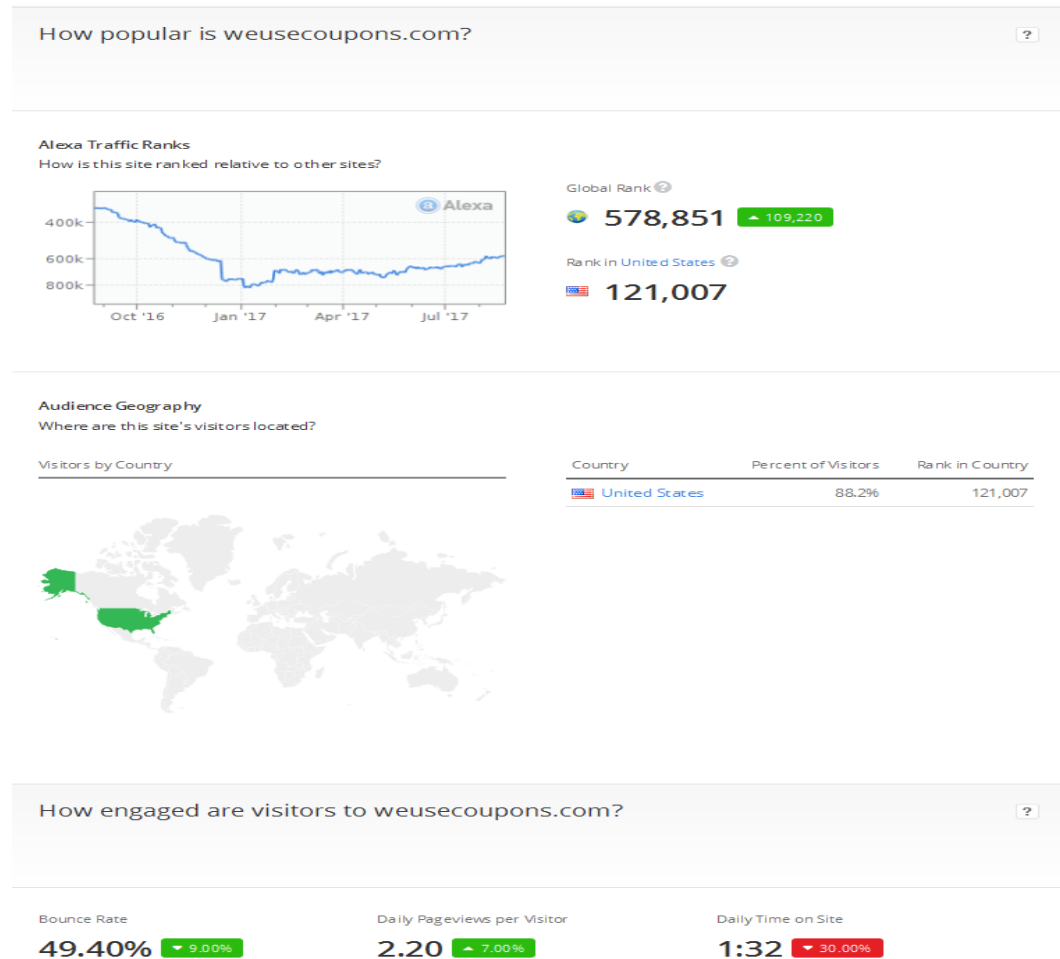 How popular is weusecoupons.com?
?
Alexa Traffic Ranks
How is this site ranked relative to other sites?
a Alexa
400k
600k
800k
Oct '16 Jan '17 Apr '17 Jul '17
Global Rank ?
578,851 109,220
Rank in United States ?
121,007
Audience Geography
Where are this site's visitors located?
Visitors by Country
Country Percent of Visitors Rank in Country
United States 88.2% 121,007
How engaged are visitors to weusecoupons.com?
?
Bounce Rate Daily Pageviews per Visitor Daily Time on Site
49.40% 9.00% 2.20 7.00% 1:32 30.00%